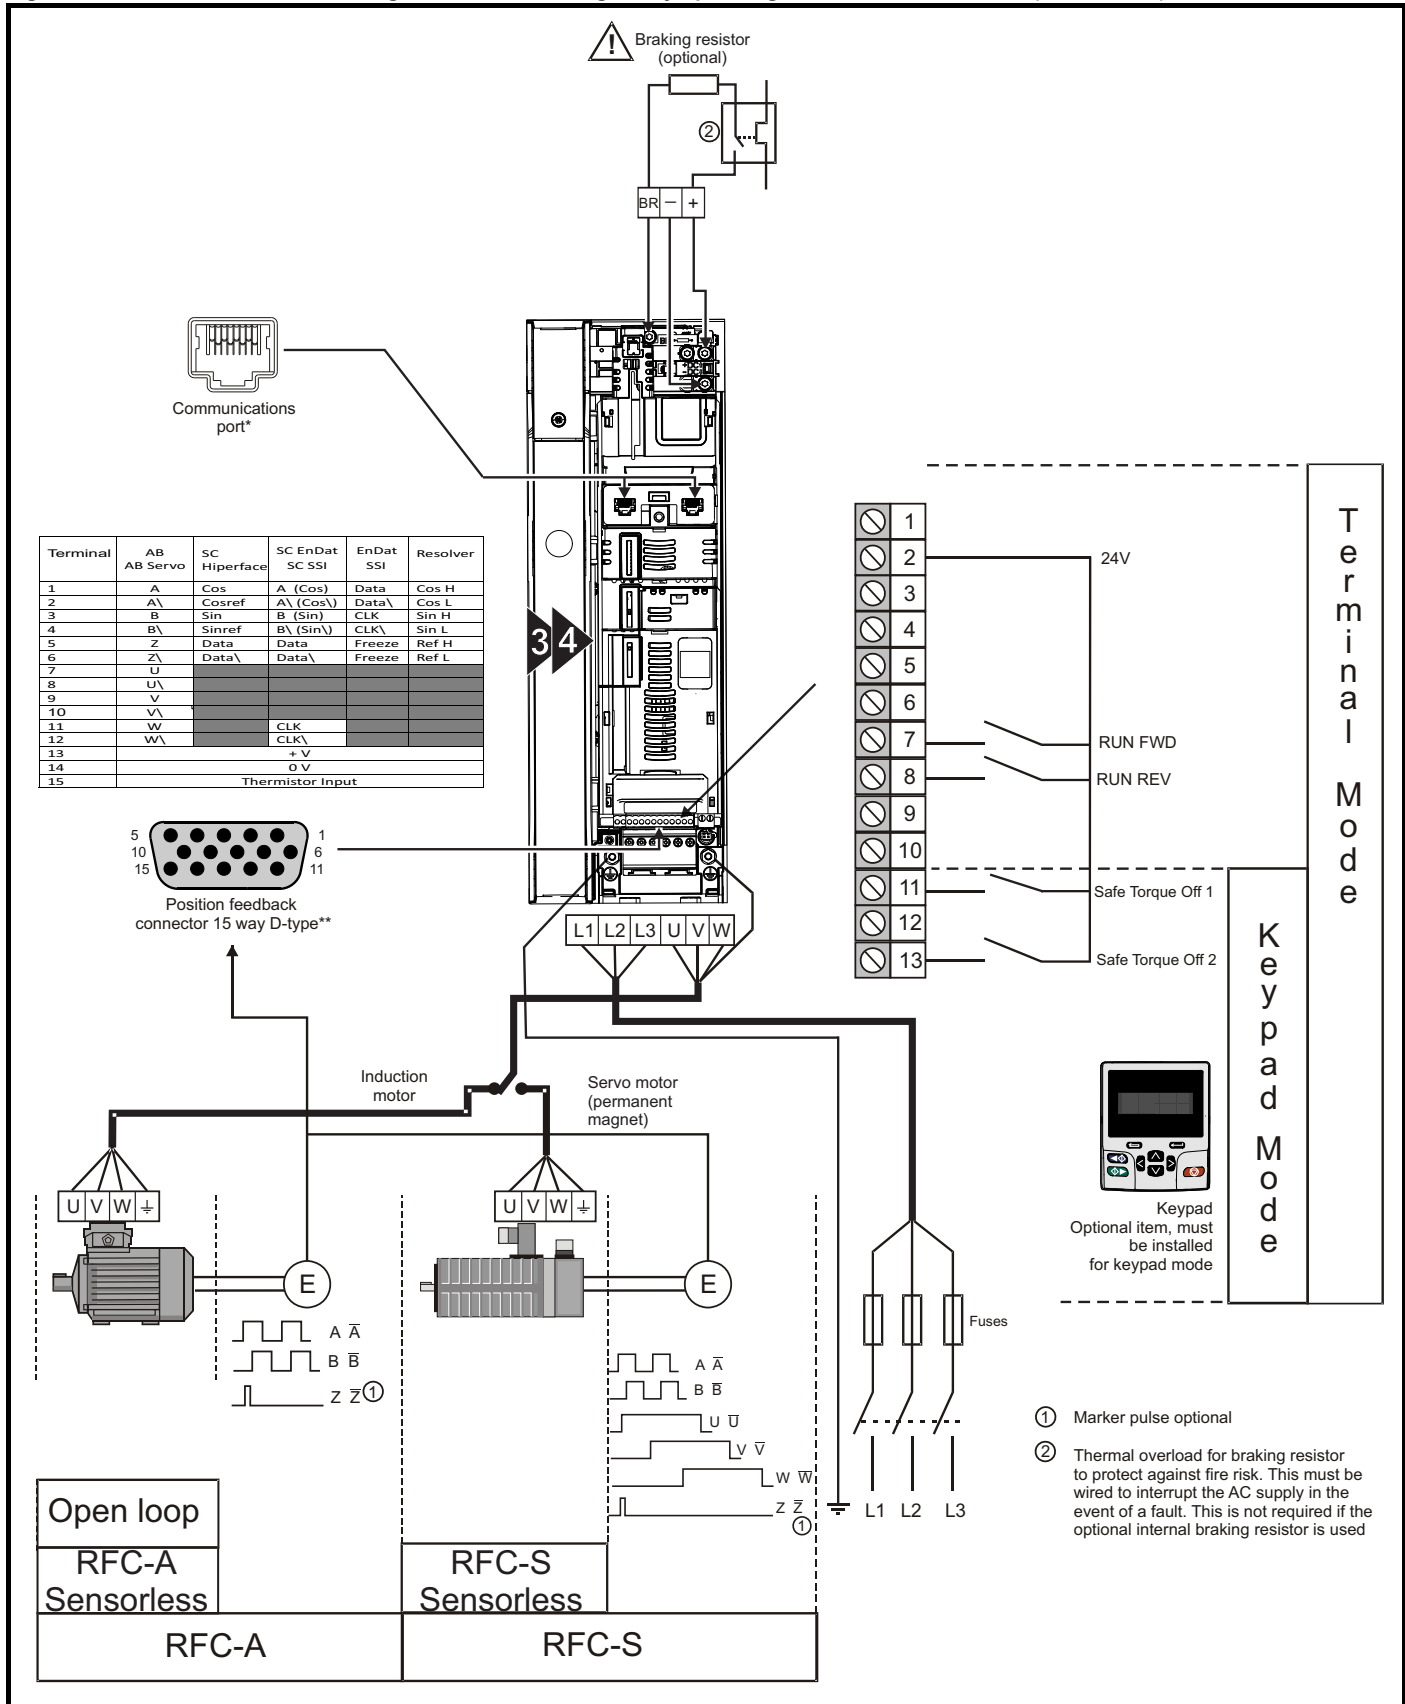 Braking resistor
(optional)
2
BR − +
Communications
port*
Terminal AB AB Servo SC Hiperface SC EnDat SC SSI EnDat SSI Resolver
1 A Cos A (Cos) Data Cos H
2 A\ Cosref A\ (Cos\) Data\ Cos L
3 B Sin B (Sin) CLK Sin H
4 B\ Sinref B\ (Sin\) CLK\ Sin L
5 Z Data Data Freeze Ref H
6 Z\ Data\ Data\ Freeze Ref L
7 U
8 U\
9 V
10 V\
11 W CLK
12 W\ CLK\
13 + V
14 0 V
15 Thermistor Input
3 4
5 1
10 6
15 11
Position feedback
connector 15 way D-type**
L1 L2 L3 U V W
1
2 24V
3
4
5
6
7 RUN FWD
8 RUN REV
9
10
11 Safe Torque Off 1
12
13 Safe Torque Off 2
Terminal Mode
Keypad Mode
Keypad
Optional item, must
be installed
for keypad mode
Induction
motor
Servo motor
(permanent
magnet)
U V W
U V W
E
E
A A̅
B B̅
Z Z̅ 1
A A̅
B B̅
U U̅
V V̅
W W̅
Z Z̅
1
Fuses
L1 L2 L3
1 Marker pulse optional
2 Thermal overload for braking resistor
to protect against fire risk. This must be
wired to interrupt the AC supply in the
event of a fault. This is not required if the
optional internal braking resistor is used
Open loop
RFC-A
Sensorless
RFC-S
Sensorless
RFC-A
RFC-S